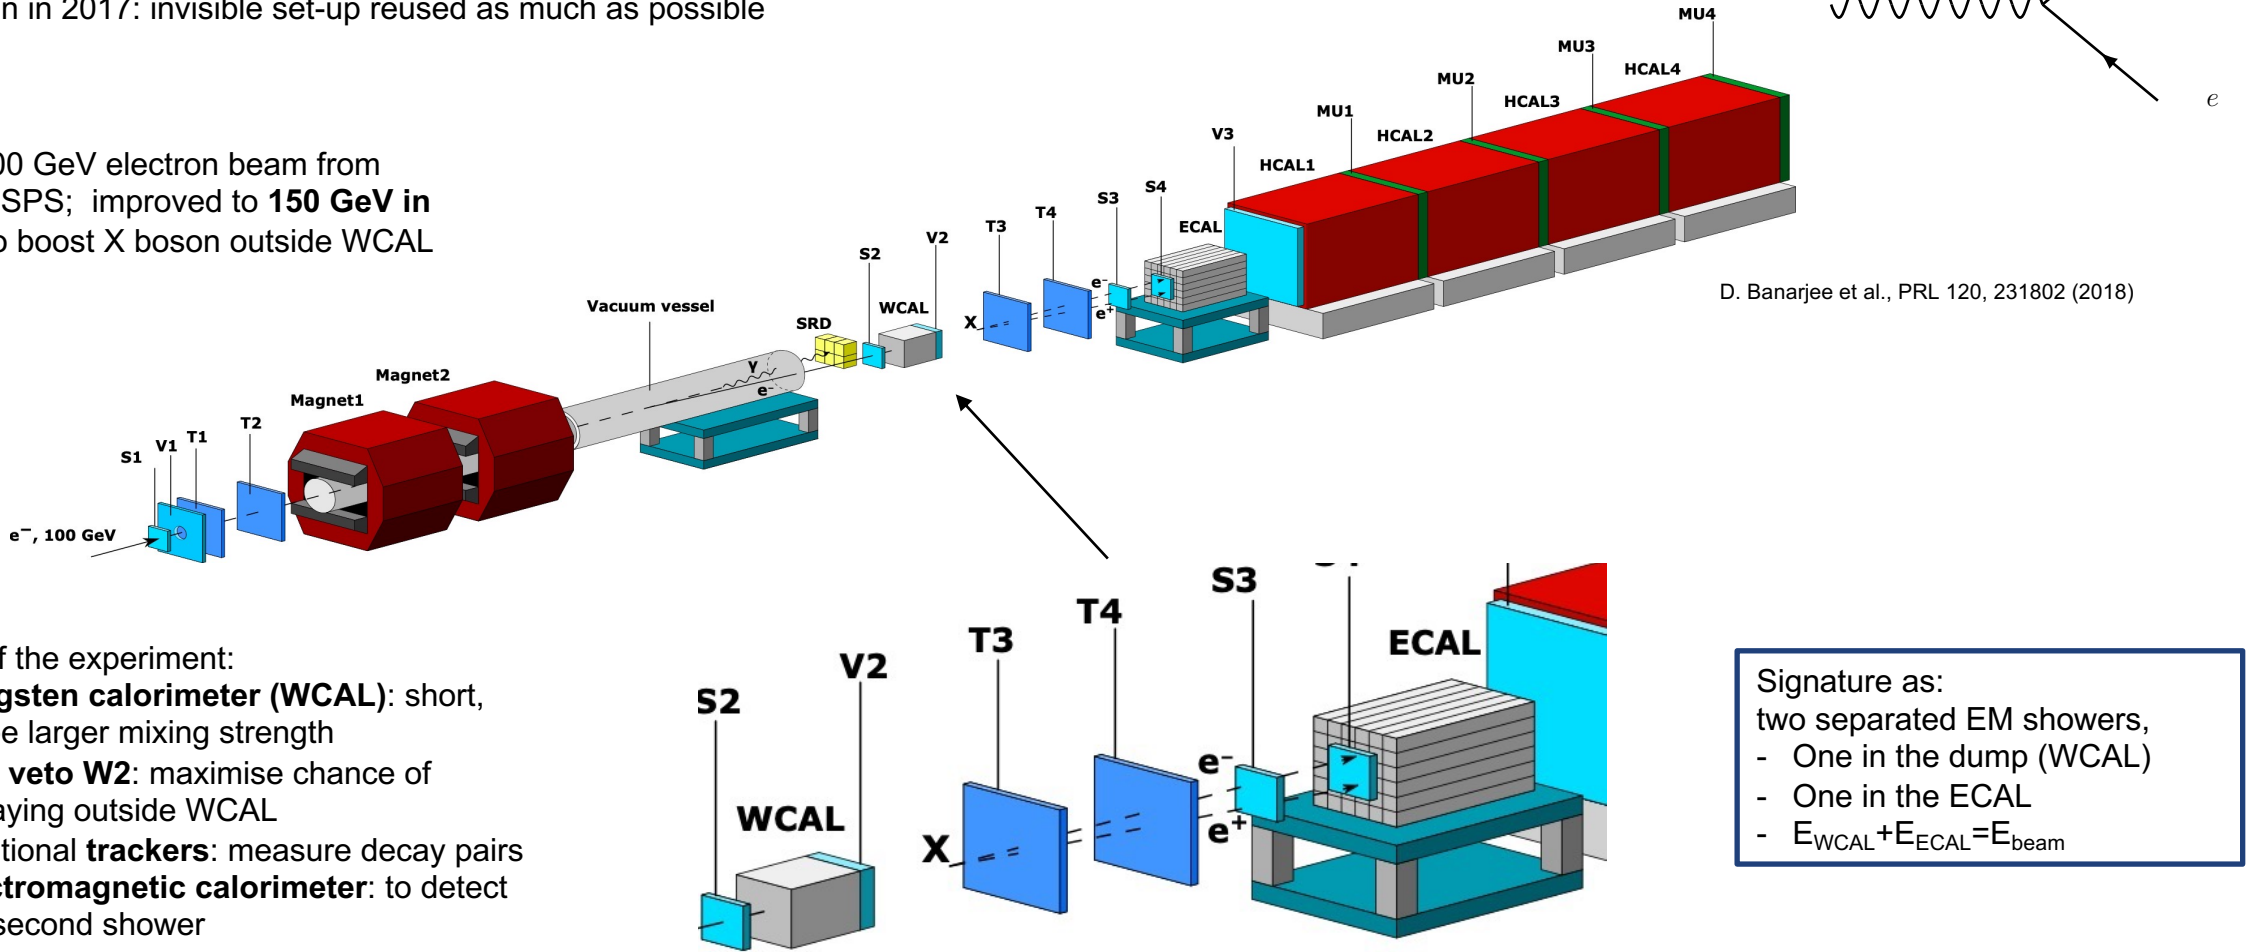 n in 2017: invisible set-up reused as much as possible
e
00 GeV electron beam from
SPS; improved to 150 GeV in
o boost X boson outside WCAL
MU4
MU3
HCAL4
MU2
HCAL3
MU1
HCAL2
V3
HCAL1
S4
S3
ECAL
T4
T3
e⁻
e⁺
X
V2
S2
WCAL
SRD
Vacuum vessel
γ
e⁻
Magnet2
Magnet1
T2
T1
V1
S1
e⁻, 100 GeV
D. Banarjee et al., PRL 120, 231802 (2018)
f the experiment:
gsten calorimeter (WCAL): short,
e larger mixing strength
veto W2: maximise chance of
aying outside WCAL
tional trackers: measure decay pairs
ctromagnetic calorimeter: to detect
second shower
S3
T4
T3
ECAL
V2
S2
e⁻
e⁺
WCAL
X
Signature as:
two separated EM showers,
- One in the dump (WCAL)
- One in the ECAL
- E_WCAL+E_ECAL=E_beam